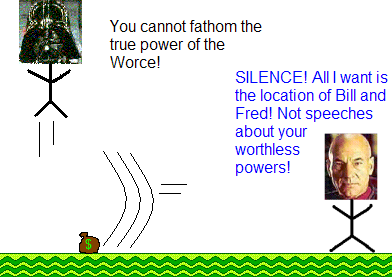 You cannot fathom the
true power of the
Worce!
SILENCE! All I want is
the location of Bill and
Fred! Not speeches
about your
worthless
powers!
$